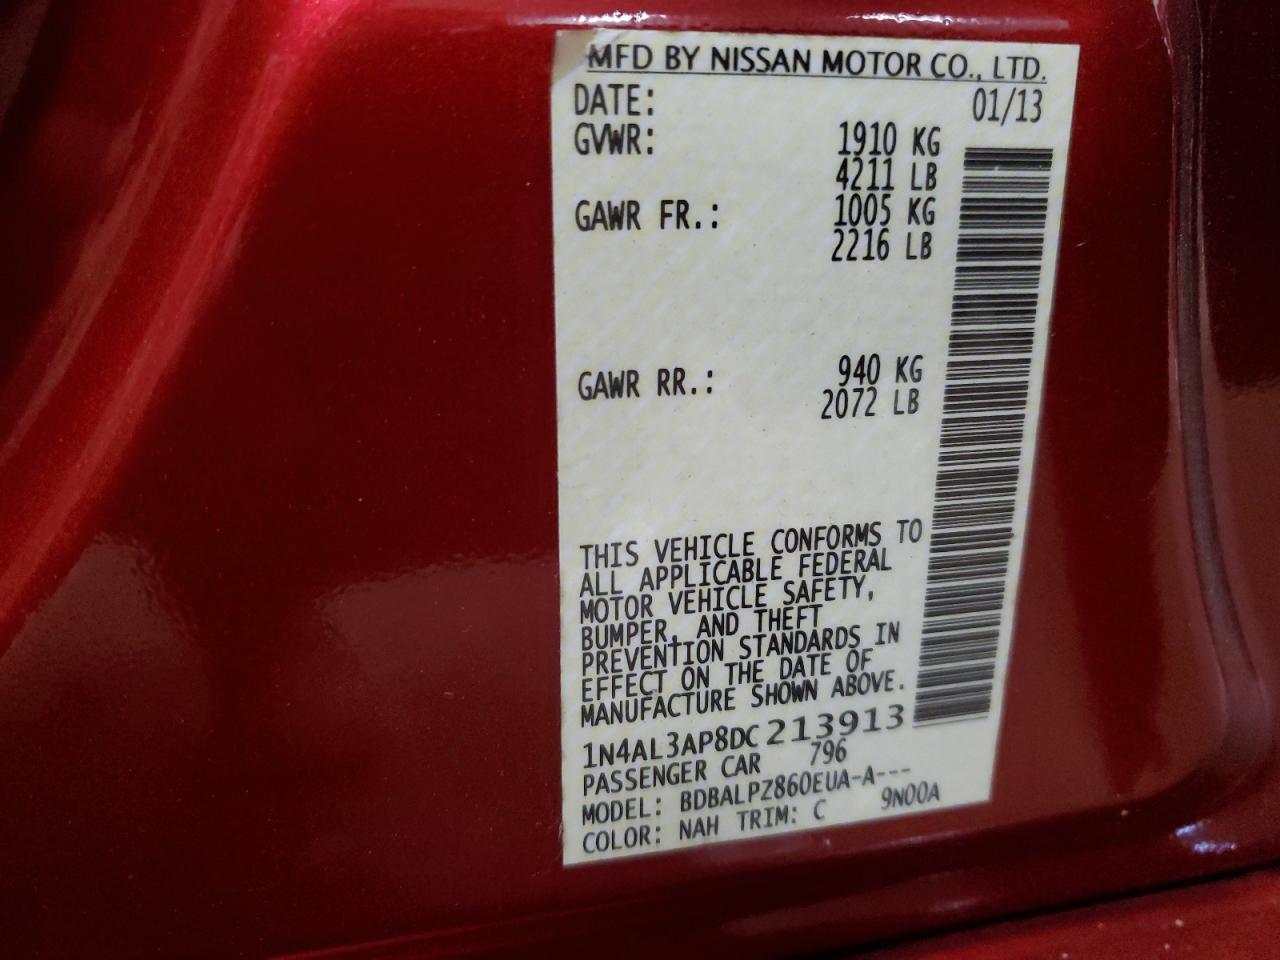 MFD BY NISSAN MOTOR CO., LTD.
DATE: 01/13
GVWR: 1910 KG
4211 LB
GAWR FR.: 1005 KG
2216 LB
GAWR RR.: 940 KG
2072 LB
THIS VEHICLE CONFORMS TO
ALL APPLICABLE FEDERAL
MOTOR VEHICLE SAFETY,
BUMPER, AND THEFT
PREVENTION STANDARDS IN
EFFECT ON THE DATE OF
MANUFACTURE SHOWN ABOVE.
1N4AL3AP8DC213913
PASSENGER CAR 796
MODEL: BDBALPZ860EUA-A---
COLOR: NAH TRIM: C 9N00A